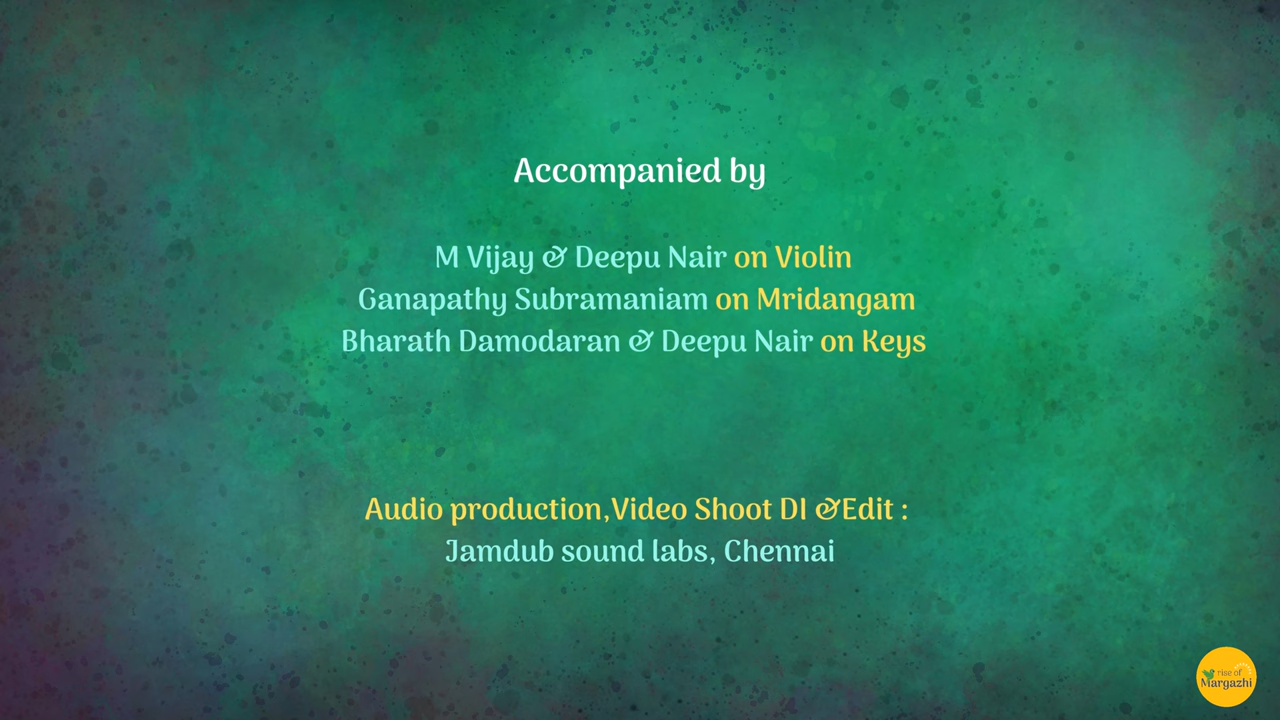 Accompanied by
M Vijay & Deepu Nair on Violin
Ganapathy Subramaniam on Mridangam
Bharath Damodaran & Deepu Nair on Keys
Audio production,Video Shoot DI &Edit :
Jamdub sound labs, Chennai
rise of
Margazhi